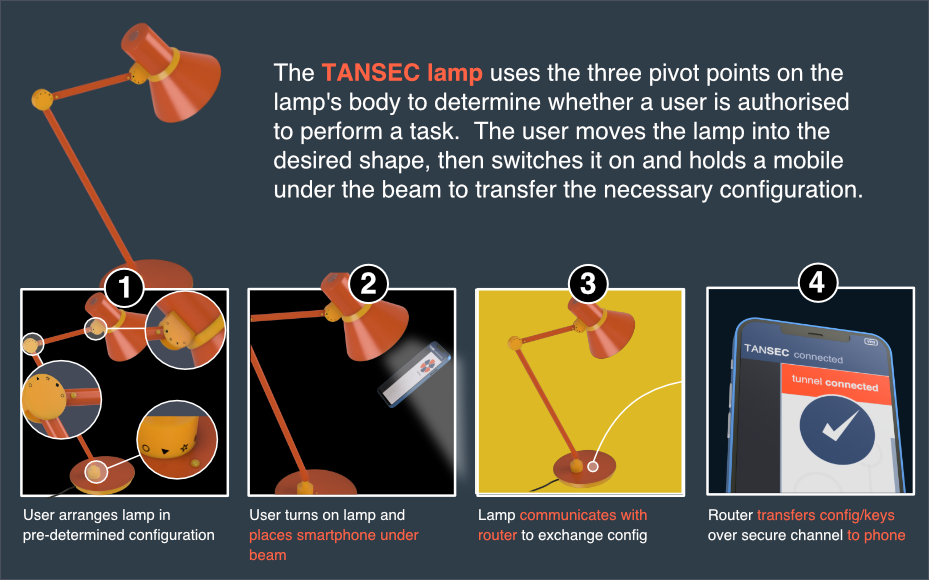 The TANSEC lamp uses the three pivot points on the
lamp's body to determine whether a user is authorised
to perform a task. The user moves the lamp into the
desired shape, then switches it on and holds a mobile
under the beam to transfer the necessary configuration.
1
2
3
4
TANSEC connected
tunnel connected
User arranges lamp in
pre-determined configuration
User turns on lamp and
places smartphone under
beam
Lamp communicates with
router to exchange config
Router transfers config/keys
over secure channel to phone